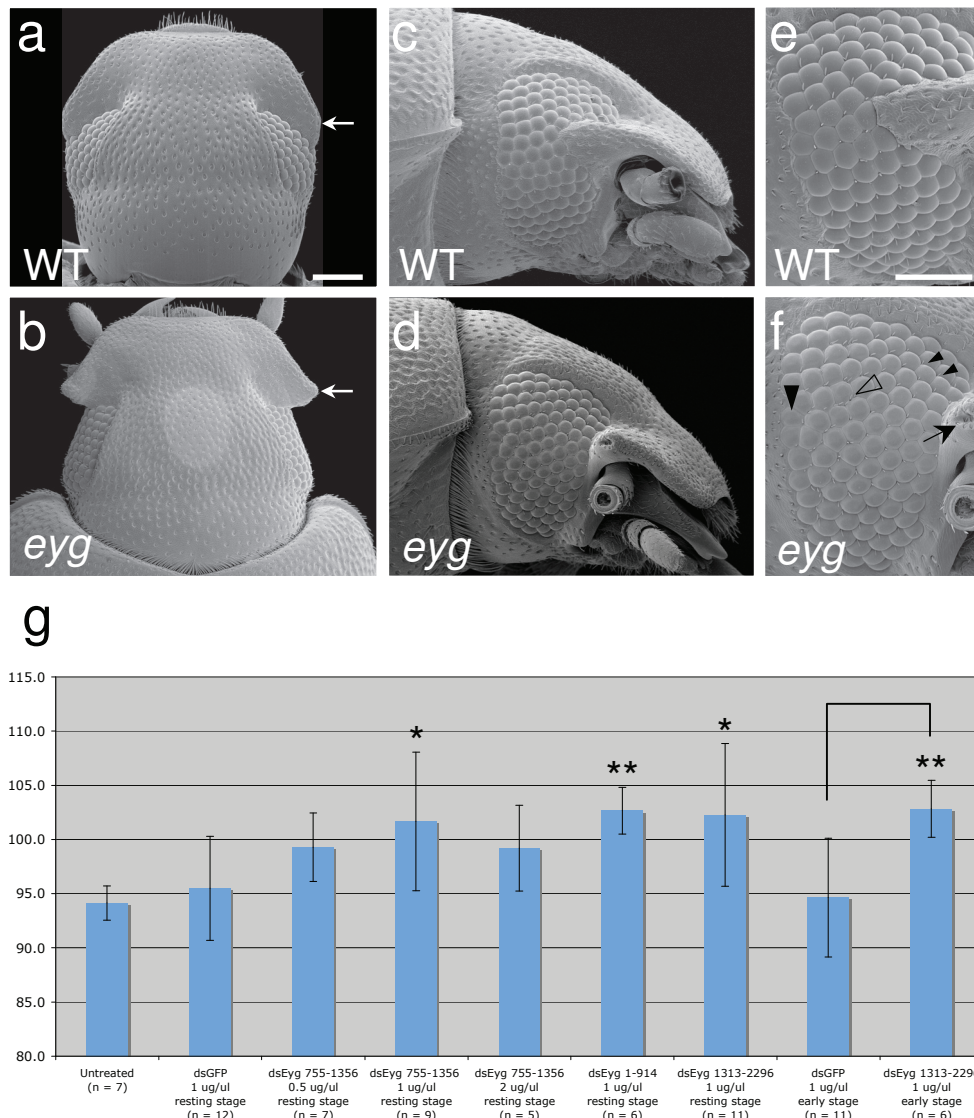 a
WT
c
WT
e
WT
b
eyg
d
eyg
f
eyg
g
115.0
110.0
105.0
100.0
95.0
90.0
85.0
80.0
*
**
*
**
Untreated
(n = 7)
dsGFP
1 ug/ul
resting stage
(n = 12)
dsEyg 755-1356
0.5 ug/ul
resting stage
(n = 7)
dsEyg 755-1356
1 ug/ul
resting stage
(n = 9)
dsEyg 755-1356
2 ug/ul
resting stage
(n = 5)
dsEyg 1-914
1 ug/ul
resting stage
(n = 6)
dsEyg 1313-2296
1 ug/ul
resting stage
(n = 11)
dsGFP
1 ug/ul
early stage
(n = 11)
dsEyg 1313-2296
1 ug/ul
early stage
(n = 6)